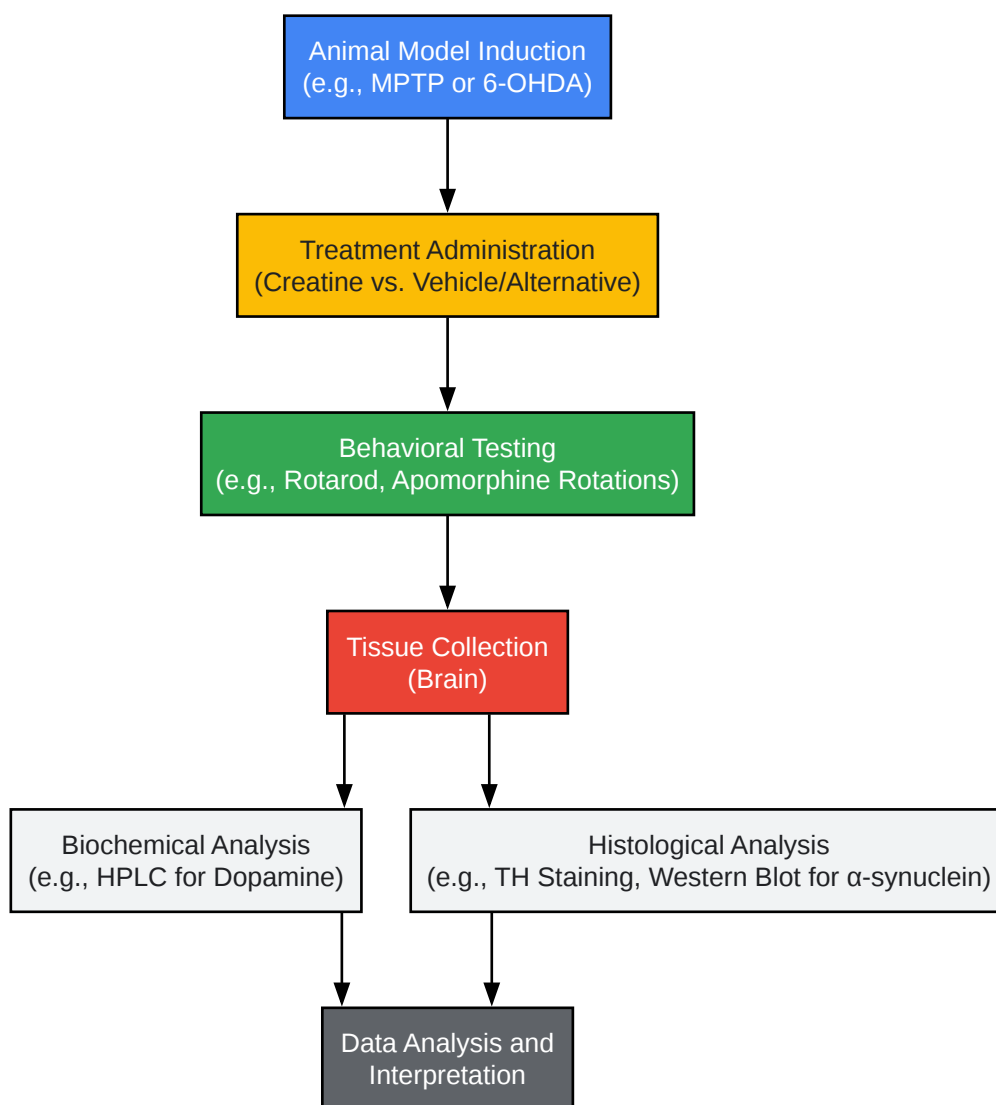 Animal Model Induction
(e.g., MPTP or 6-OHDA)
Treatment Administration
(Creatine vs. Vehicle/Alternative)
Behavioral Testing
(e.g., Rotarod, Apomorphine Rotations)
Tissue Collection
(Brain)
Biochemical Analysis
(e.g., HPLC for Dopamine)
Histological Analysis
(e.g., TH Staining, Western Blot for α-synuclein)
Data Analysis and
Interpretation